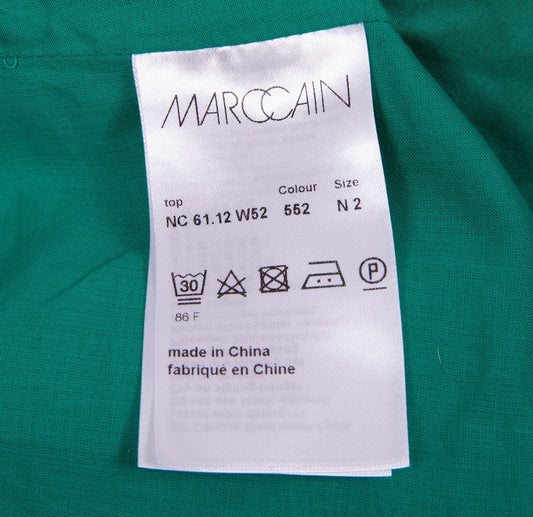 MARCCAIN
top Colour Size
NC 61.12 W52 552 N 2
30 P
86 F
made in China
fabriqué en Chine